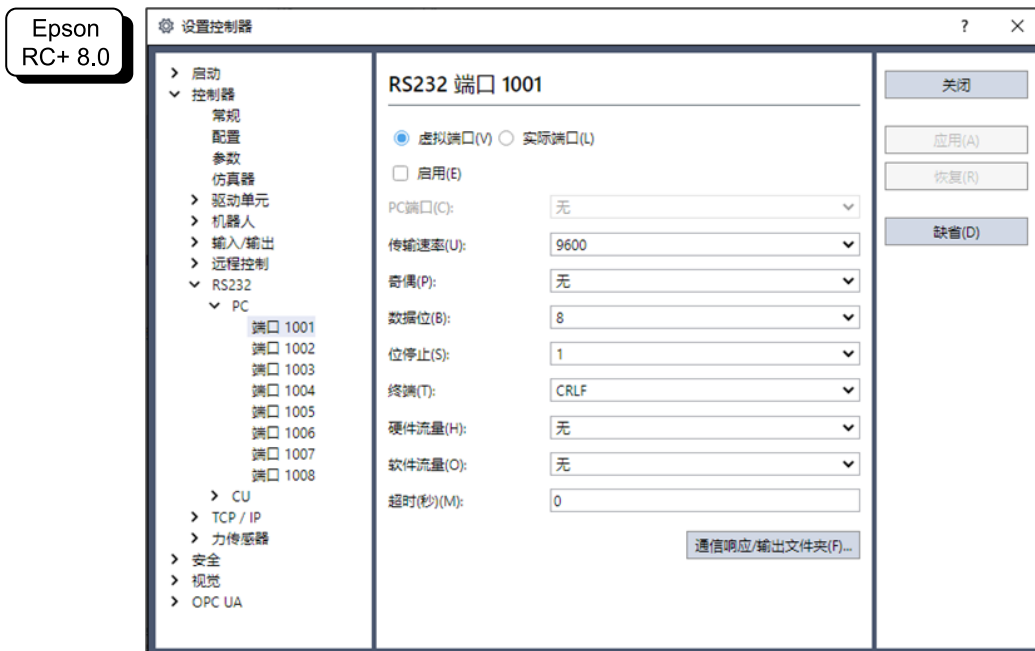 Epson
RC+ 8.0
设置控制器
?
启动
控制器
常规
配置
参数
仿真器
驱动单元
机器人
输入/输出
远程控制
RS232
PC
端口 1001
端口 1002
端口 1003
端口 1004
端口 1005
端口 1006
端口 1007
端口 1008
CU
TCP / IP
力传感器
安全
视觉
OPC UA
RS232 端口 1001
虚拟端口(V) 实际端口(L)
启用(E)
PC端口(C): 无
传输速率(U): 9600
奇偶(P): 无
数据位(B): 8
位停止(S): 1
终端(T): CRLF
硬件流量(H): 无
软件流量(O): 无
超时(秒)(M): 0
通信响应/输出文件夹(F)...
关闭
应用(A)
恢复(R)
缺省(D)